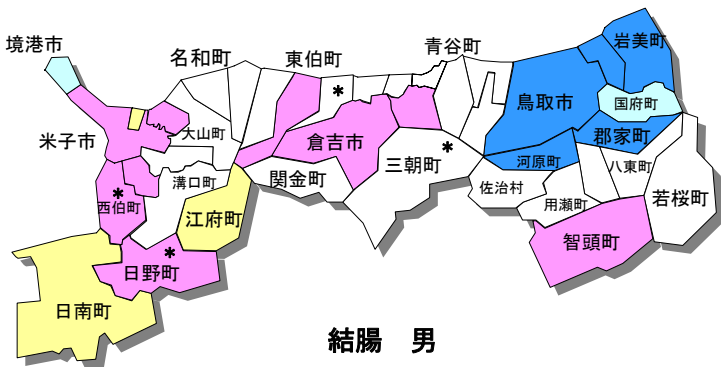 境港市
名和町
東伯町
青谷町
岩美町
*
鳥取市
国府町
米子市
大山町
倉吉市
*
郡家町
三朝町
河原町
八東町
溝口町
関金町
佐治村
若桜町
*
西伯町
江府町
用瀬町
智頭町
*
日野町
日南町
結腸 男